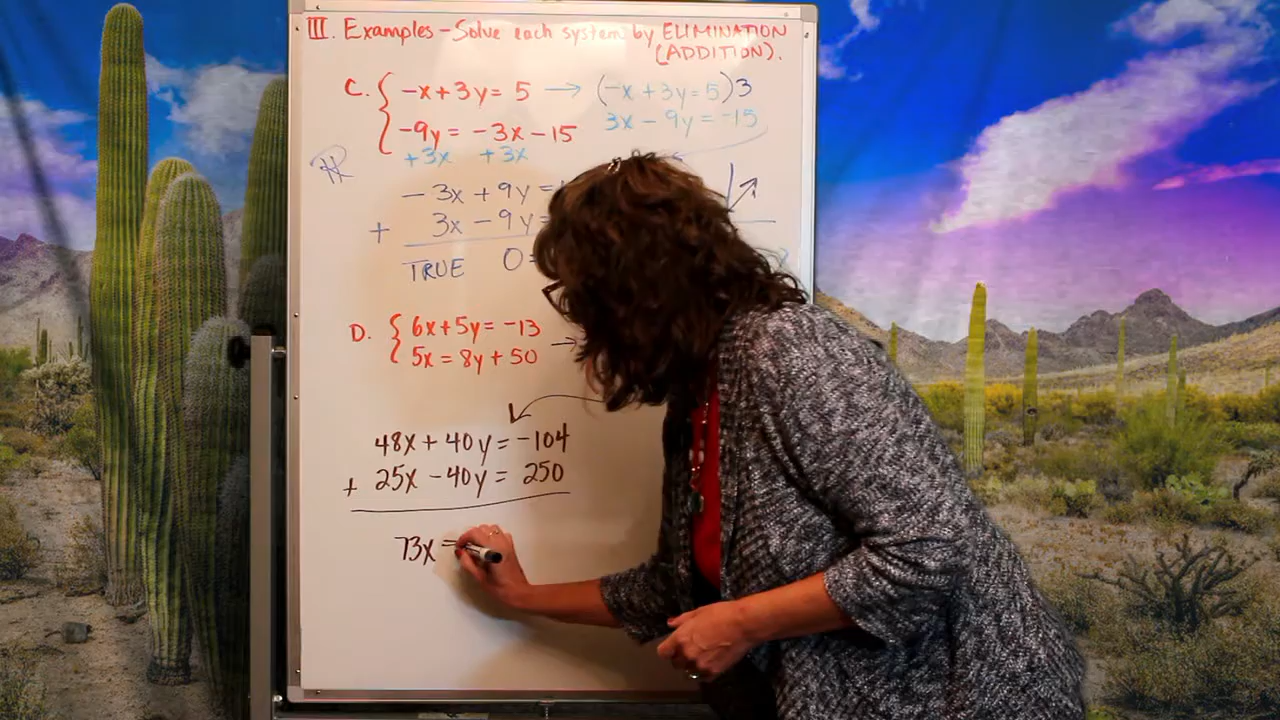 III. Examples - Solve each system by ELIMINATION
(ADDITION).
C. { -x + 3y = 5 → (-x + 3y = 5)3
-9y = -3x - 15 3x - 9y = -15
+3x +3x
-3x + 9y =
+ 3x - 9y =
TRUE 0 =
D. { 6x + 5y = -13 →
5x = 8y + 50
48x + 40y = -104
+ 25x - 40y = 250
73x =